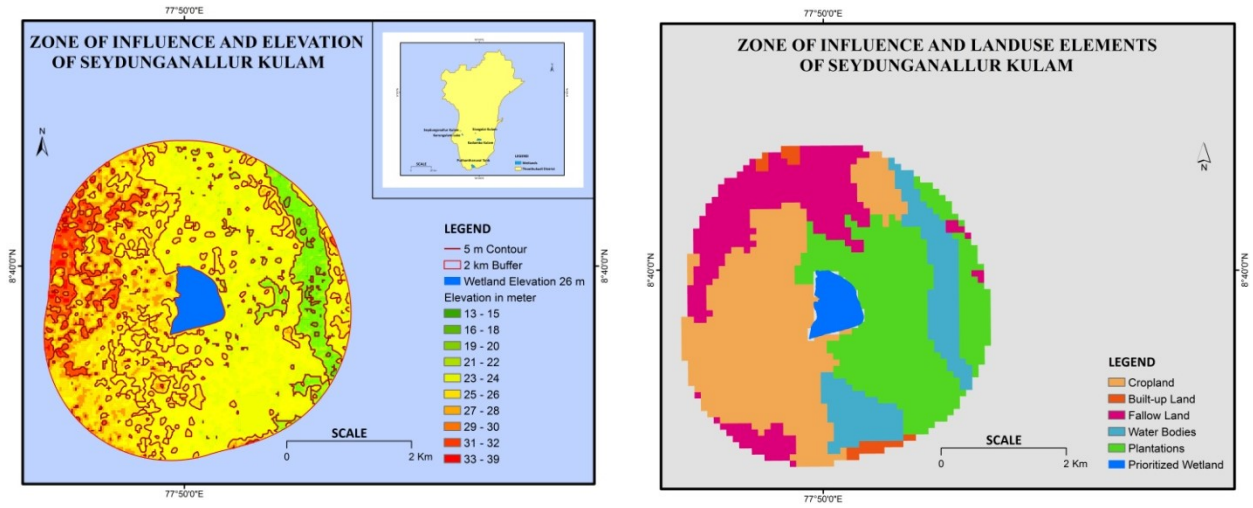 77°50'0"E
ZONE OF INFLUENCE AND ELEVATION
OF SEYDUNGANALLUR KULAM
N
8°40'0"N
SCALE
LEGEND
LEGEND
5 m Contour
2 km Buffer
Wetland Elevation 26 m
Elevation in meter
13 - 15
16 - 18
19 - 20
21 - 22
23 - 24
25 - 26
27 - 28
29 - 30
31 - 32
33 - 39
SCALE
0 2 Km
77°50'0"E
77°50'0"E
ZONE OF INFLUENCE AND LANDUSE ELEMENTS
OF SEYDUNGANALLUR KULAM
N
8°40'0"N
8°40'0"N
LEGEND
Cropland
Built-up Land
Fallow Land
Water Bodies
Plantations
Prioritized Wetland
SCALE
0 2 Km
77°50'0"E